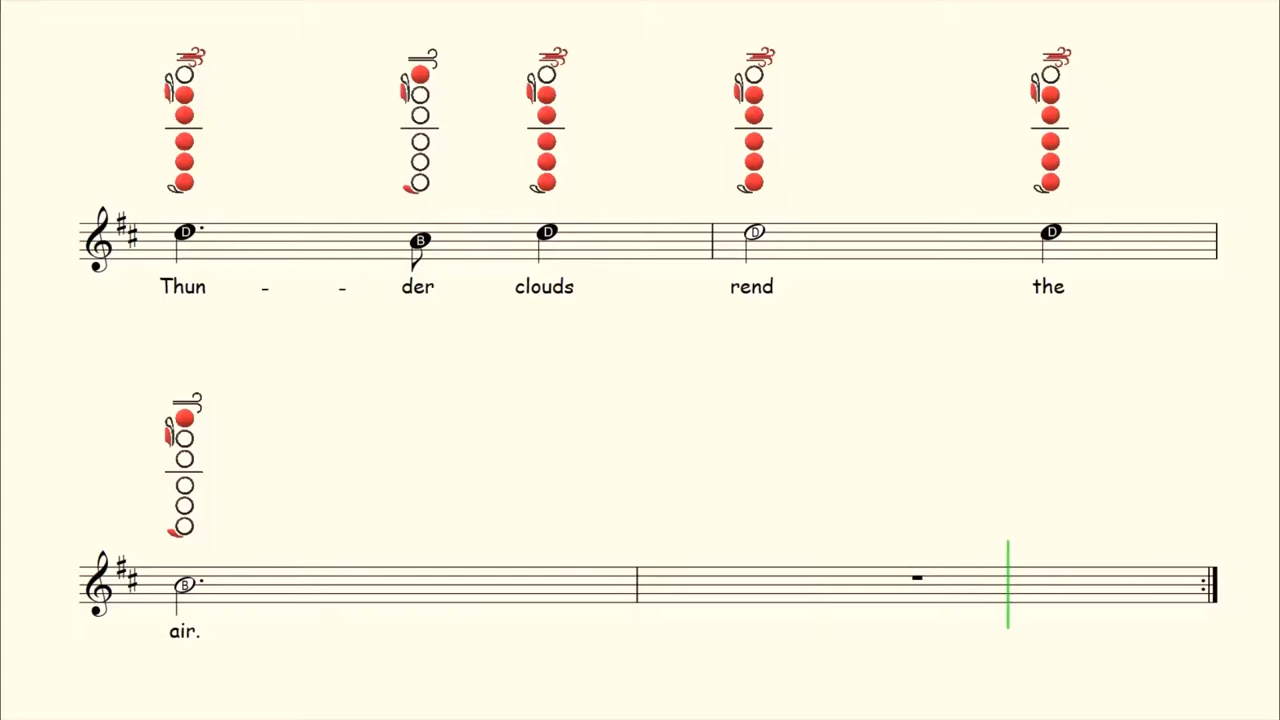 D B D D D
Thun - - der clouds rend the
B
air.